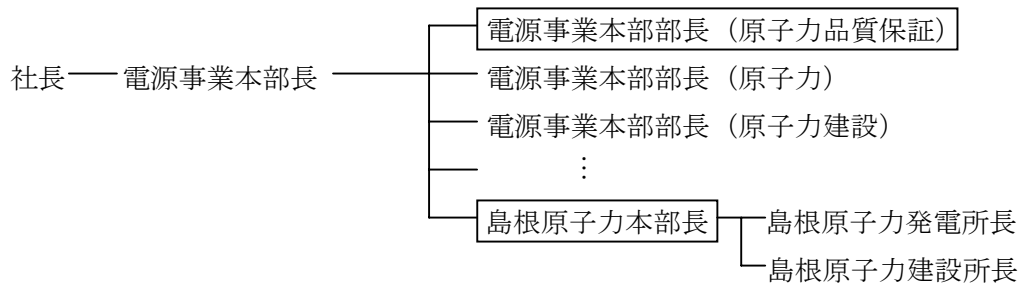 電源事業本部部長（原子力品質保証）
社長 電源事業本部長 電源事業本部部長（原子力）
電源事業本部部長（原子力建設）
⋮
島根原子力本部長 島根原子力発電所長
島根原子力建設所長